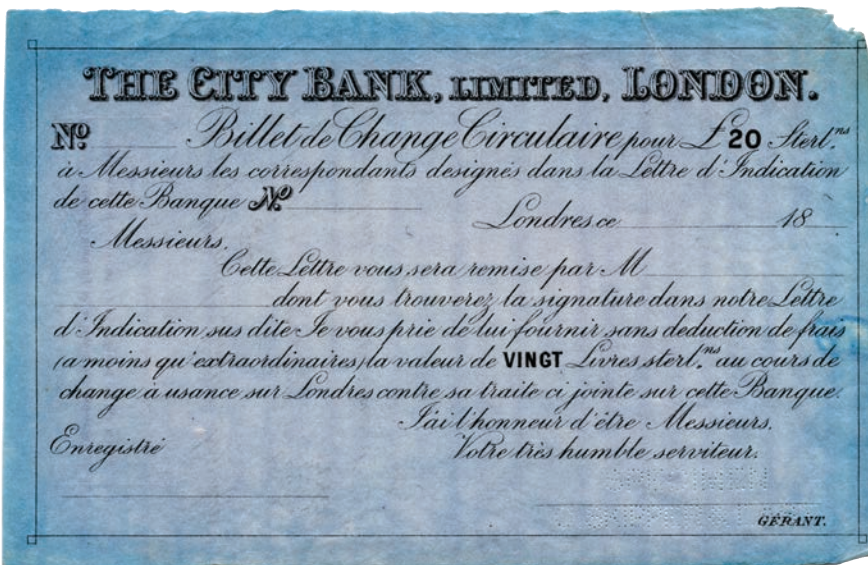 THE CITY BANK, LIMITED, LONDON.
No Billet de Change Circulaire pour £ 20 Sterl.ns
à Messieurs les correspondants designés dans la Lettre d'Indication
de cette Banque No
Londres, ce 18
Messieurs,
Cette Lettre vous sera remise par M
dont vous trouverez la signature dans notre Lettre
d'Indication sus dite Je vous prie de lui fournir sans deduction de frais
(a moins qu'extraordinaires) la valeur de VINGT Livres sterl.ns au cours de
change à usance sur Londres contre sa traite ci jointe sur cette Banque.
J'ai l'honneur d'être Messieurs,
Enregistré Votre très humble serviteur.
GÉRANT.